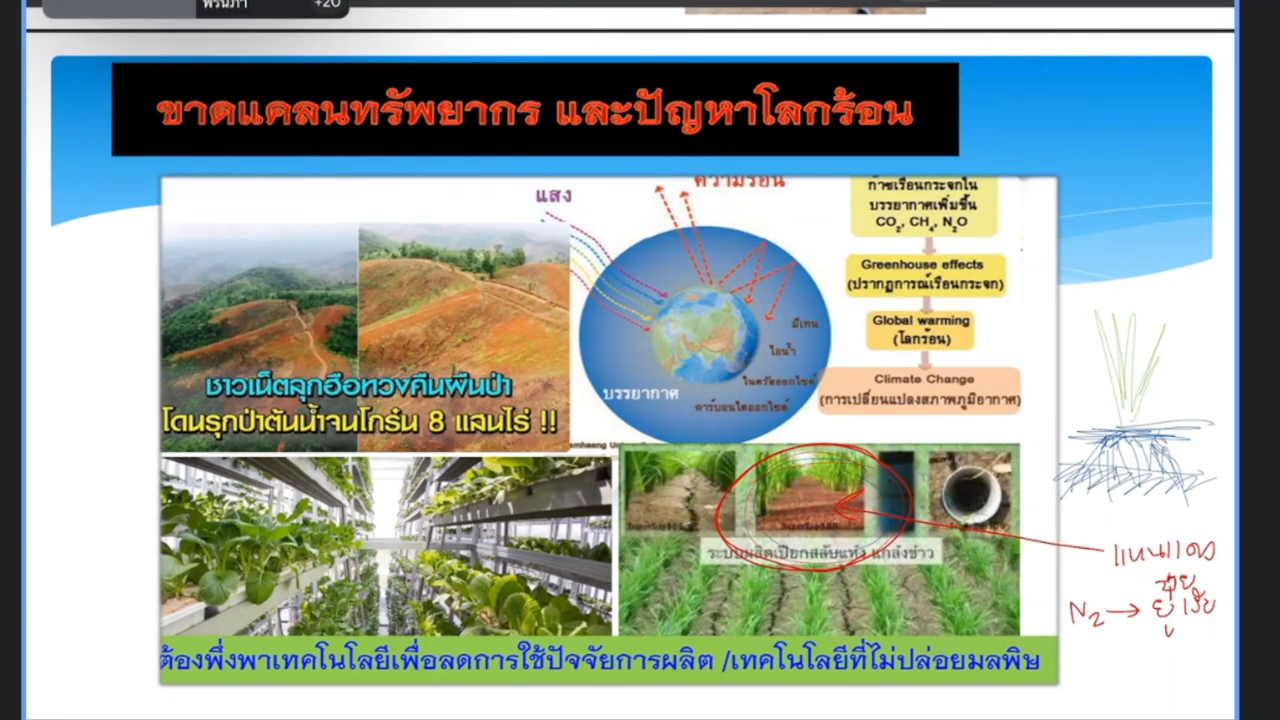 +20
ขาดแคลนทรัพยากร และปัญหาโลกร้อน
แสง
ความร้อน
ก๊าซเรือนกระจกใน
บรรยากาศเพิ่มขึ้น
CO2, CH4, N2O
Greenhouse effects
(ปรากฏการณ์เรือนกระจก)
Global warming
(โลกร้อน)
Climate Change
(การเปลี่ยนแปลงสภาพภูมิอากาศ)
มีเทน
ไอน้ำ
ไนตรัสออกไซด์
คาร์บอนไดออกไซด์
บรรยากาศ
ชาวเน็ตลุกฮือทวงคืนผืนป่า
โดนรุกป่าต้นน้ำจนโกร๋น 8 แสนไร่ !!
ระบบผลิตเปียกสลับแห้ง แกล้งข้าว
แหนแดง
N2 → ยูเรีย
ต้องพึ่งพาเทคโนโลยีเพื่อลดการใช้ปัจจัยการผลิต /เทคโนโลยีที่ไม่ปล่อยมลพิษ